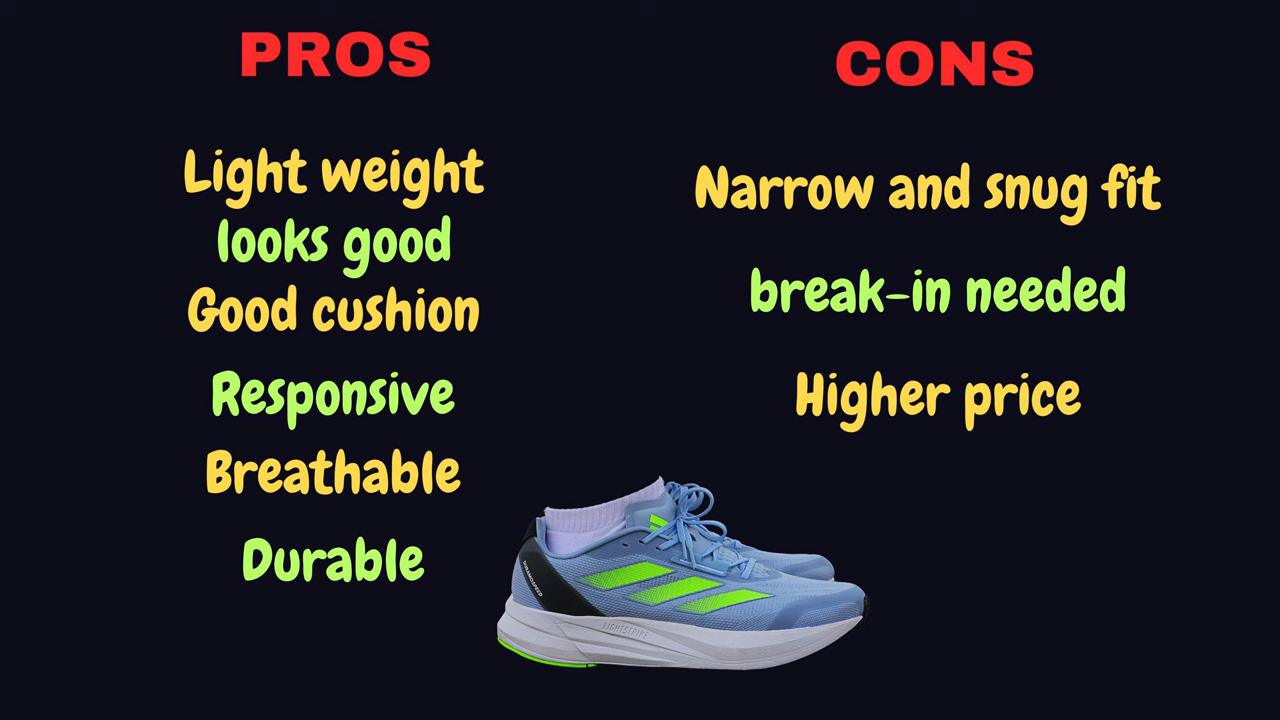 PROS
Light weight
looks good
Good cushion
Responsive
Breathable
Durable
CONS
Narrow and snug fit
break-in needed
Higher price
DURAMOSPEED
LIGHTSTRIKE